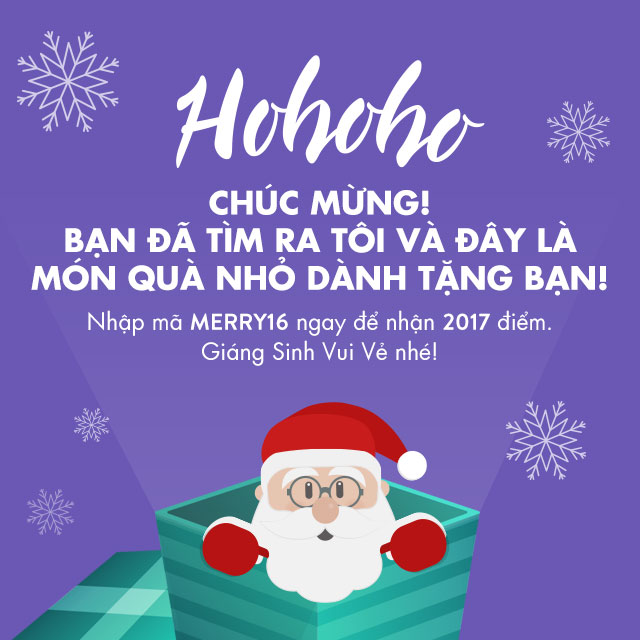 Hohoho
CHÚC MỪNG!
BẠN ĐÃ TÌM RA TÔI VÀ ĐÂY LÀ
MÓN QUÀ NHỎ DÀNH TẶNG BẠN!
Nhập mã MERRY16 ngay để nhận 2017 điểm.
Giáng Sinh Vui Vẻ nhé!